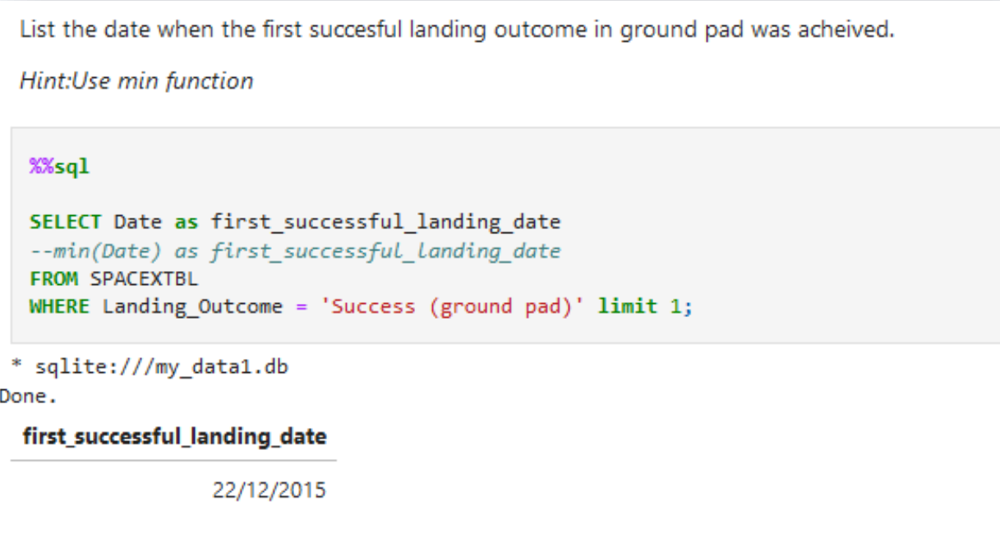 List the date when the first succesful landing outcome in ground pad was acheived.
Hint:Use min function
%%sql
SELECT Date as first_successful_landing_date
--min(Date) as first_successful_landing_date
FROM SPACEXTBL
WHERE Landing_Outcome = 'Success (ground pad)' limit 1;
* sqlite:///my_data1.db
Done.
first_successful_landing_date
22/12/2015